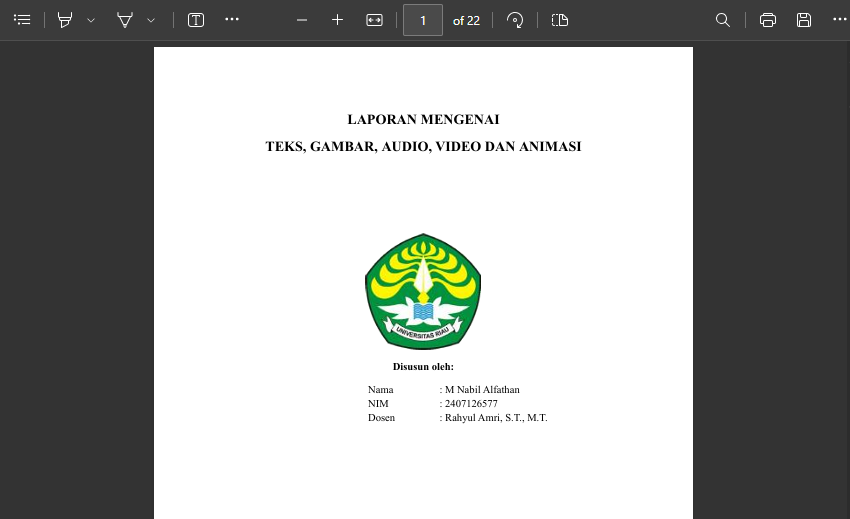 1 of 22
LAPORAN MENGENAI
TEKS, GAMBAR, AUDIO, VIDEO DAN ANIMASI
UNIVERSITAS RIAU
Disusun oleh:
Nama : M Nabil Alfathan
NIM : 2407126577
Dosen : Rahyul Amri, S.T., M.T.